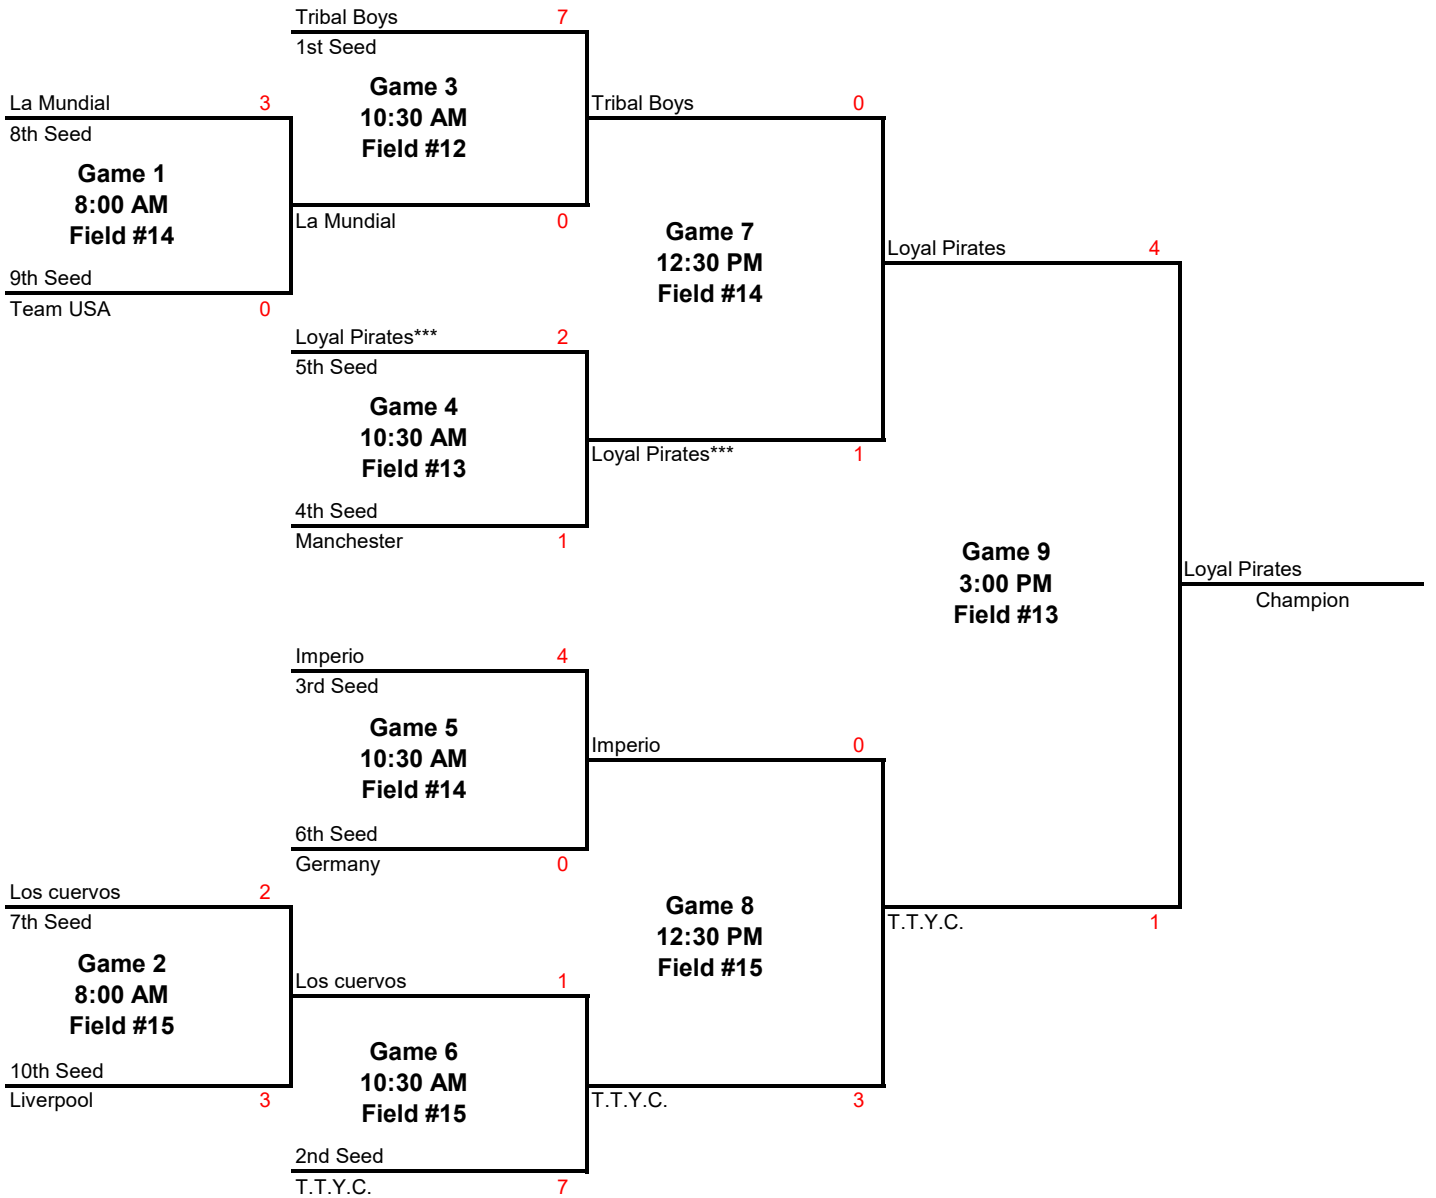 Tribal Boys 7
1st Seed
Game 3
10:30 AM
Field #12
La Mundial 3
8th Seed
Game 1
8:00 AM
Field #14
9th Seed
Team USA 0
La Mundial 0
Tribal Boys 0
Game 7
12:30 PM
Field #14
Loyal Pirates*** 2
5th Seed
Game 4
10:30 AM
Field #13
4th Seed
Manchester 1
Loyal Pirates*** 1
Loyal Pirates 4
Game 9
3:00 PM
Field #13
Loyal Pirates
Champion
Imperio 4
3rd Seed
Game 5
10:30 AM
Field #14
6th Seed
Germany 0
Imperio 0
Game 8
12:30 PM
Field #15
T.T.Y.C. 1
Los cuervos 2
7th Seed
Game 2
8:00 AM
Field #15
10th Seed
Liverpool 3
Los cuervos 1
Game 6
10:30 AM
Field #15
2nd Seed
T.T.Y.C. 7
T.T.Y.C. 3